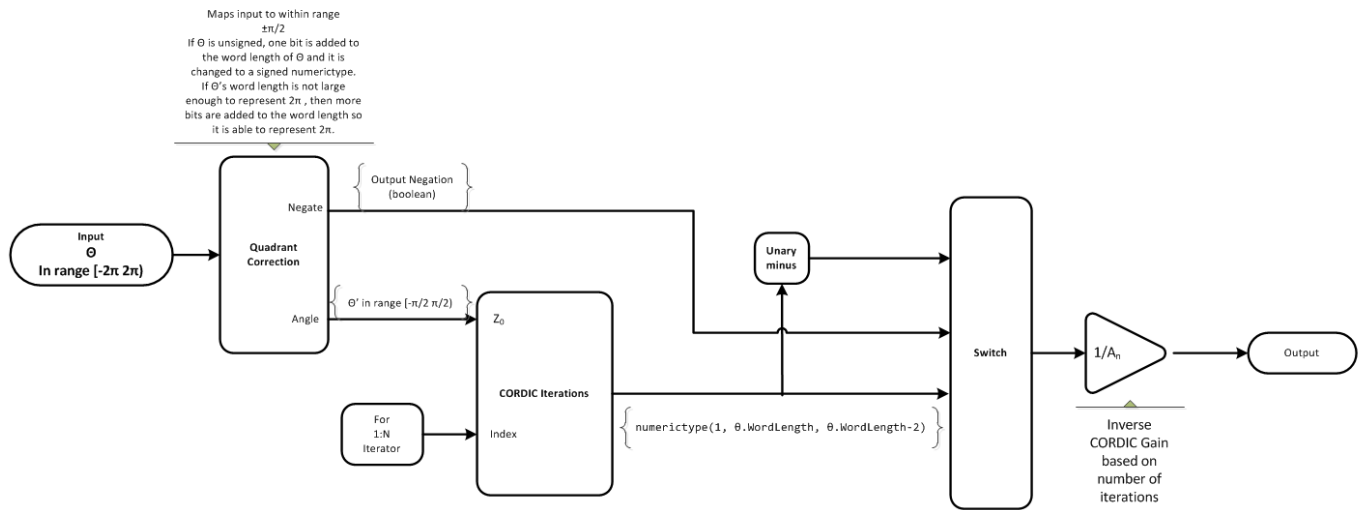 Maps input to within range
±π/2
If Θ is unsigned, one bit is added to
the word length of Θ and it is
changed to a signed numerictype.
If Θ’s word length is not large
enough to represent 2π , then more
bits are added to the word length so
it is able to represent 2π.
Input
Θ
In range [-2π 2π)
Quadrant
Correction
Negate
Angle
Output Negation
(boolean)
Θ’ in range [-π/2 π/2)
Z₀
CORDIC Iterations
Index
For
1:N
Iterator
Unary
minus
numerictype(1, θ.WordLength, θ.WordLength-2)
Switch
1/Aₙ
Inverse
CORDIC Gain
based on
number of
iterations
Output